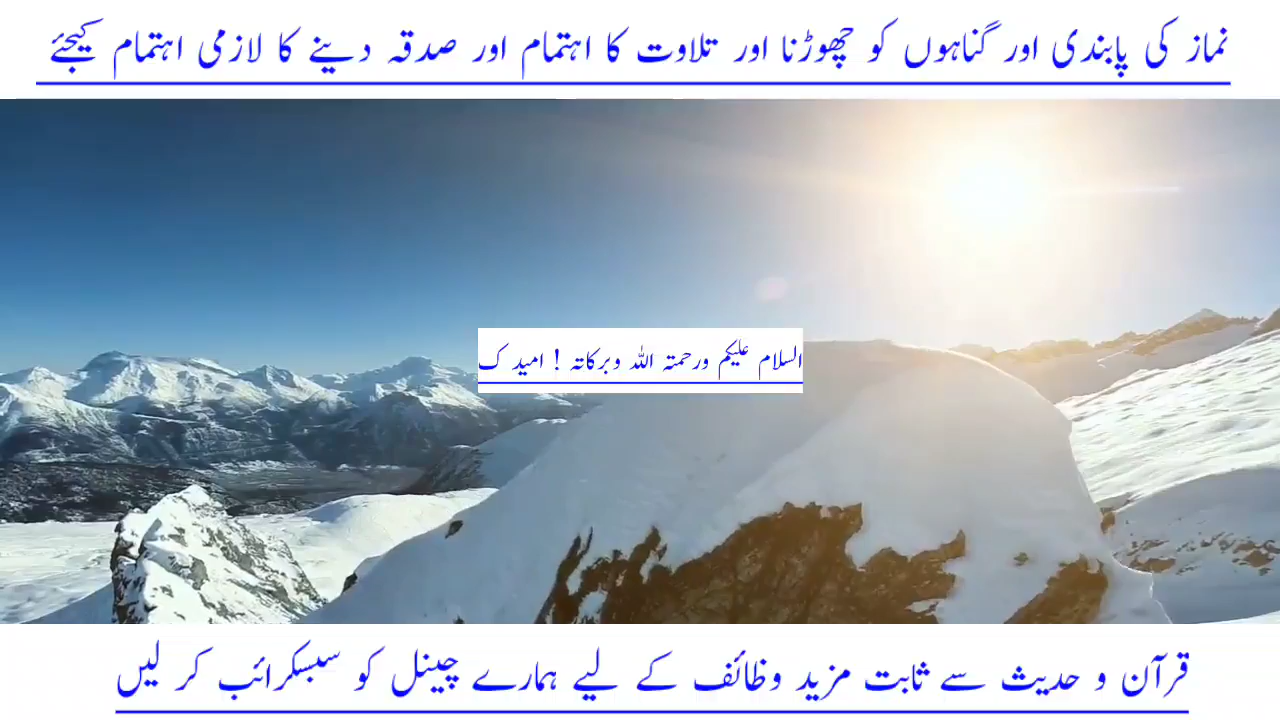 نماز کی پابندی اور گناہوں کو چھوڑنا اور تلاوت کا اہتمام اور صدقہ دینے کا لازمی اہتمام کیجئے
السلام علیکم ورحمتہ اللہ وبرکاتہ ! امید ک
قرآن و حدیث سے ثابت مزید وظائف کے لیے ہمارے چینل کو سبسکرائب کر لیں